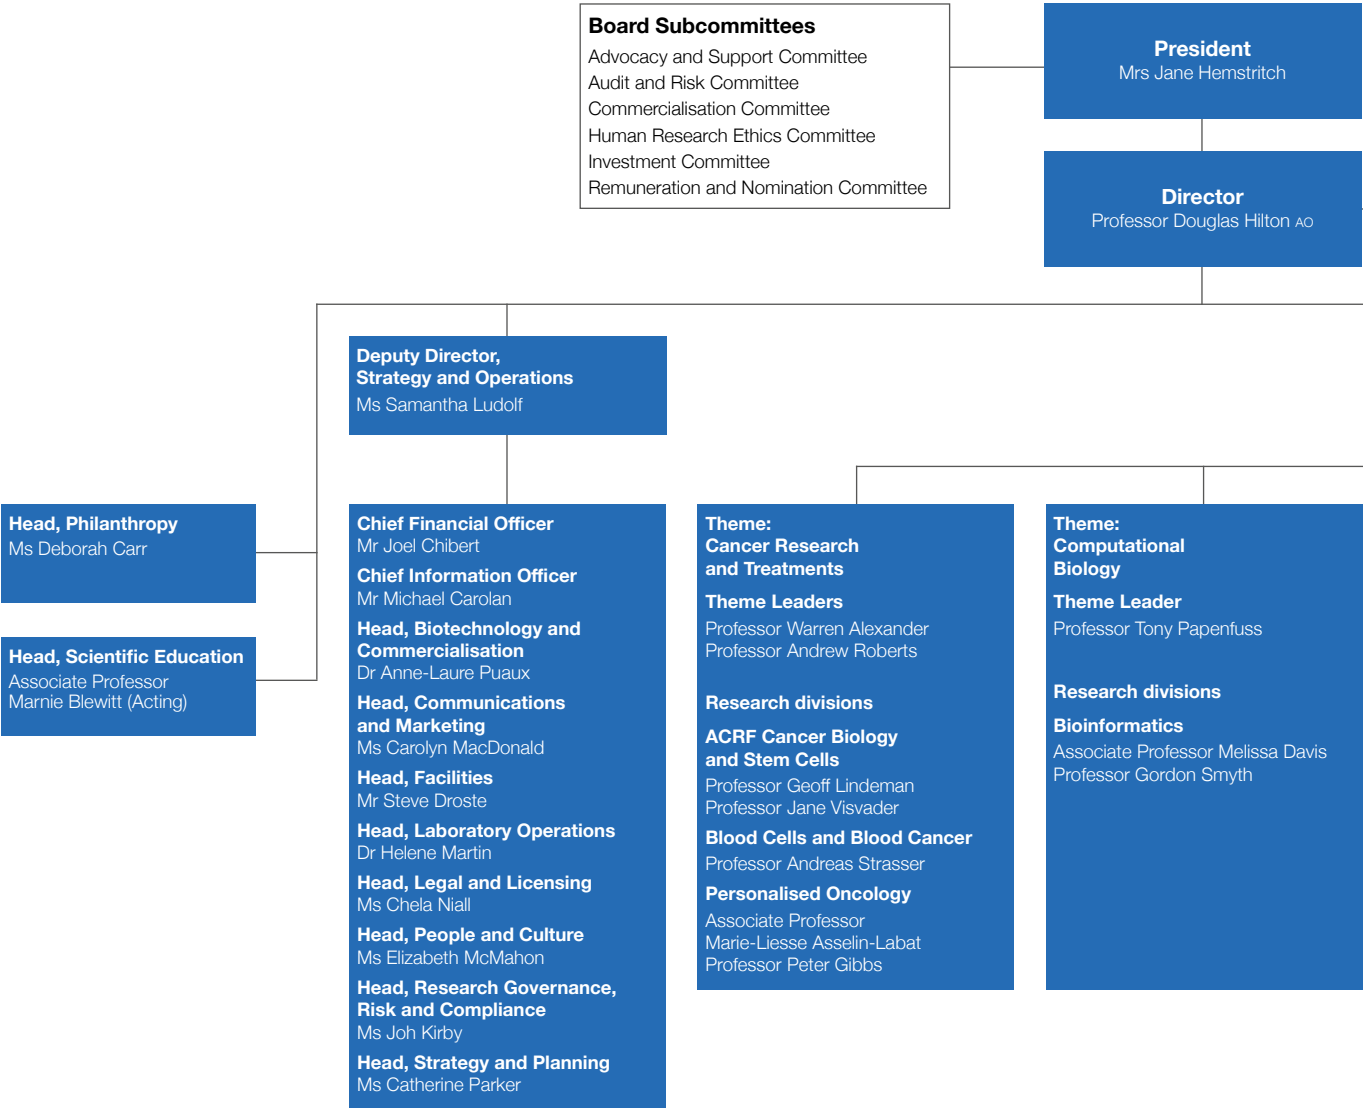 Board Subcommittees
Advocacy and Support Committee
Audit and Risk Committee
Commercialisation Committee
Human Research Ethics Committee
Investment Committee
Remuneration and Nomination Committee
President
Mrs Jane Hemstritch
Director
Professor Douglas Hilton AO
Deputy Director,
Strategy and Operations
Ms Samantha Ludolf
Head, Philanthropy
Ms Deborah Carr
Head, Scientific Education
Associate Professor
Marnie Blewitt (Acting)
Chief Financial Officer
Mr Joel Chibert
Chief Information Officer
Mr Michael Carolan
Head, Biotechnology and
Commercialisation
Dr Anne-Laure Puaux
Head, Communications
and Marketing
Ms Carolyn MacDonald
Head, Facilities
Mr Steve Droste
Head, Laboratory Operations
Dr Helene Martin
Head, Legal and Licensing
Ms Chela Niall
Head, People and Culture
Ms Elizabeth McMahon
Head, Research Governance,
Risk and Compliance
Ms Joh Kirby
Head, Strategy and Planning
Ms Catherine Parker
Theme:
Cancer Research
and Treatments
Theme Leaders
Professor Warren Alexander
Professor Andrew Roberts
Research divisions
ACRF Cancer Biology
and Stem Cells
Professor Geoff Lindeman
Professor Jane Visvader
Blood Cells and Blood Cancer
Professor Andreas Strasser
Personalised Oncology
Associate Professor
Marie-Liesse Asselin-Labat
Professor Peter Gibbs
Theme:
Computational
Biology
Theme Leader
Professor Tony Papenfuss
Research divisions
Bioinformatics
Associate Professor Melissa Davis
Professor Gordon Smyth